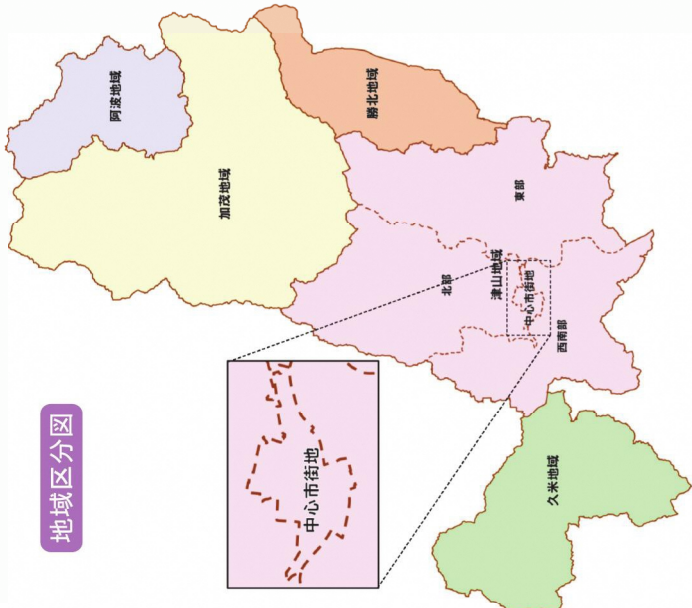 地域区分図
阿波地域
加茂地域
勝北地域
北部
津山地域
東部
中心市街地
西南部
久米地域
中心市街地